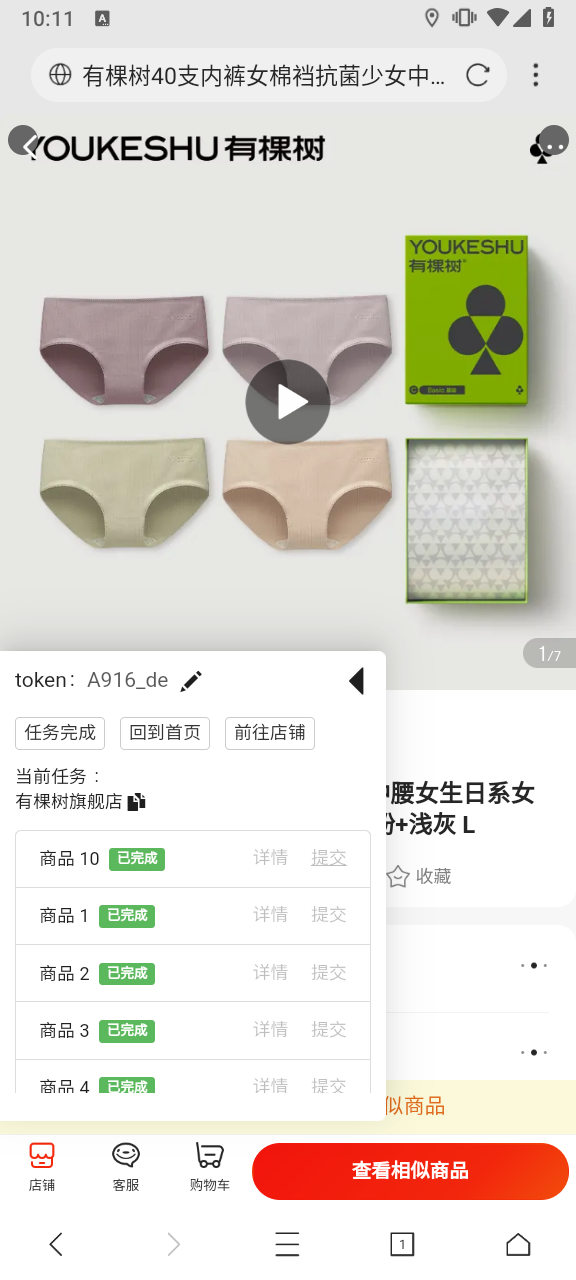 10:11
有棵树40支内裤女棉裆抗菌少女中…
YOUKESHU 有棵树
YOUKESHU
有棵树
Basic
1/7
token： A916_de
任务完成 回到首页 前往店铺
当前任务：
有棵树旗舰店
腰女生日系女
粉+浅灰 L
商品 10 已完成 详情 提交
收藏
商品 1 已完成 详情 提交
商品 2 已完成 详情 提交
商品 3 已完成 详情 提交
商品 4 已完成 详情 提交
似商品
店铺 客服 购物车 查看相似商品
1